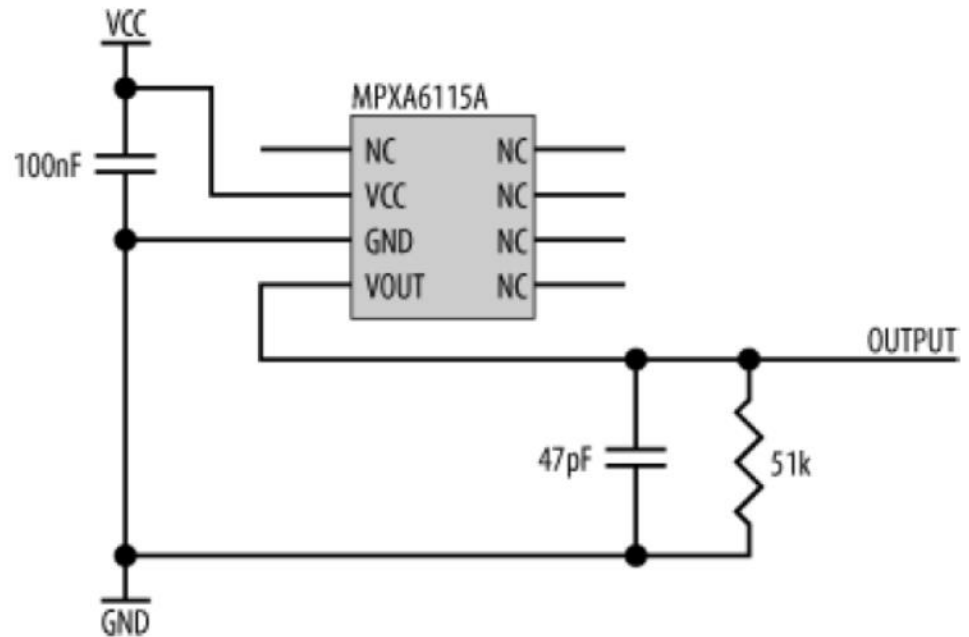 VCC
MPXA6115A
100nF
NC NC
VCC NC
GND NC
VOUT NC
OUTPUT
47pF
51k
GND